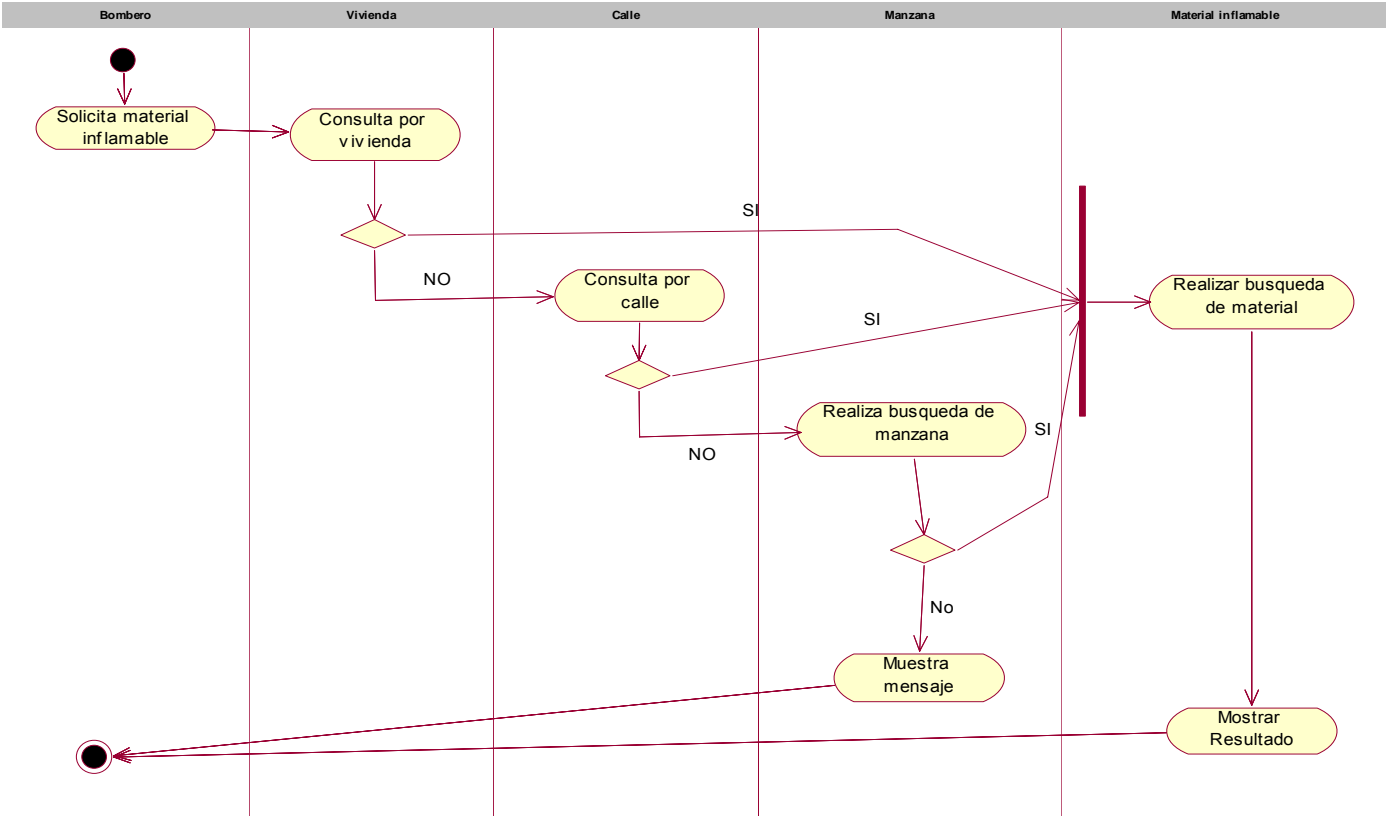 Bombero
Vivienda
Calle
Manzana
Material inflamable
Solicita material
inflamable
Consulta por
vivienda
SI
NO
Consulta por
calle
Realizar busqueda
de material
SI
Realiza busqueda de
manzana
SI
NO
No
Muestra
mensaje
Mostrar
Resultado